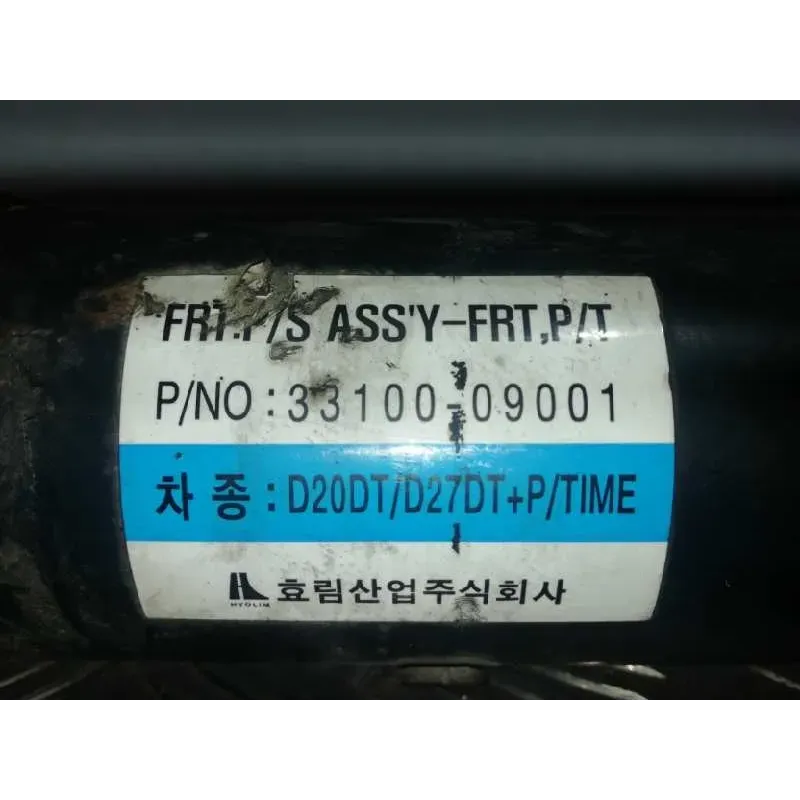 FRT.P/S ASS'Y-FRT,P/T
P/NO : 33100-09001
차 종 : D20DT/D27DT+P/TIME
HYOLIM 효림산업주식회사